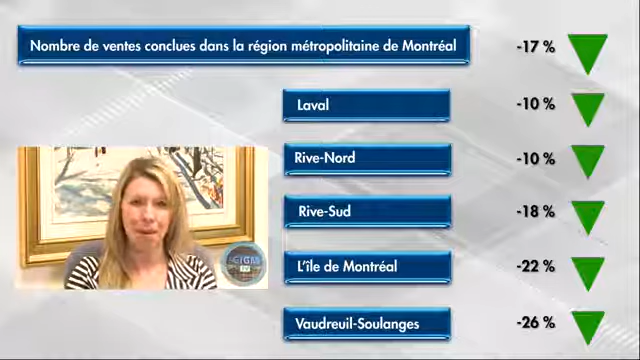 Nombre de ventes conclues dans la région métropolitaine de Montréal -17 %
Laval -10 %
Rive-Nord -10 %
Rive-Sud -18 %
L'île de Montréal -22 %
Vaudreuil-Soulanges -26 %